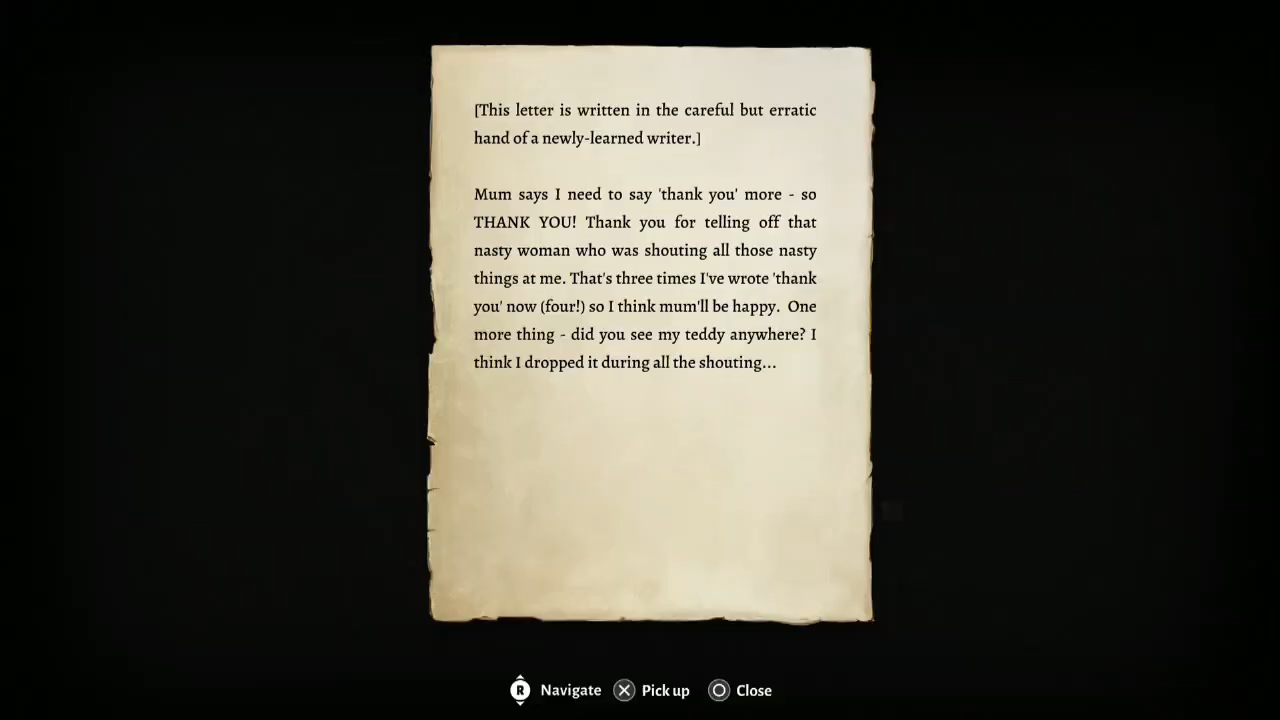 [This letter is written in the careful but erratic
hand of a newly-learned writer.]
Mum says I need to say 'thank you' more - so
THANK YOU! Thank you for telling off that
nasty woman who was shouting all those nasty
things at me. That's three times I've wrote 'thank
you' now (four!) so I think mum'll be happy.  One
more thing - did you see my teddy anywhere? I
think I dropped it during all the shouting...
R Navigate Pick up Close